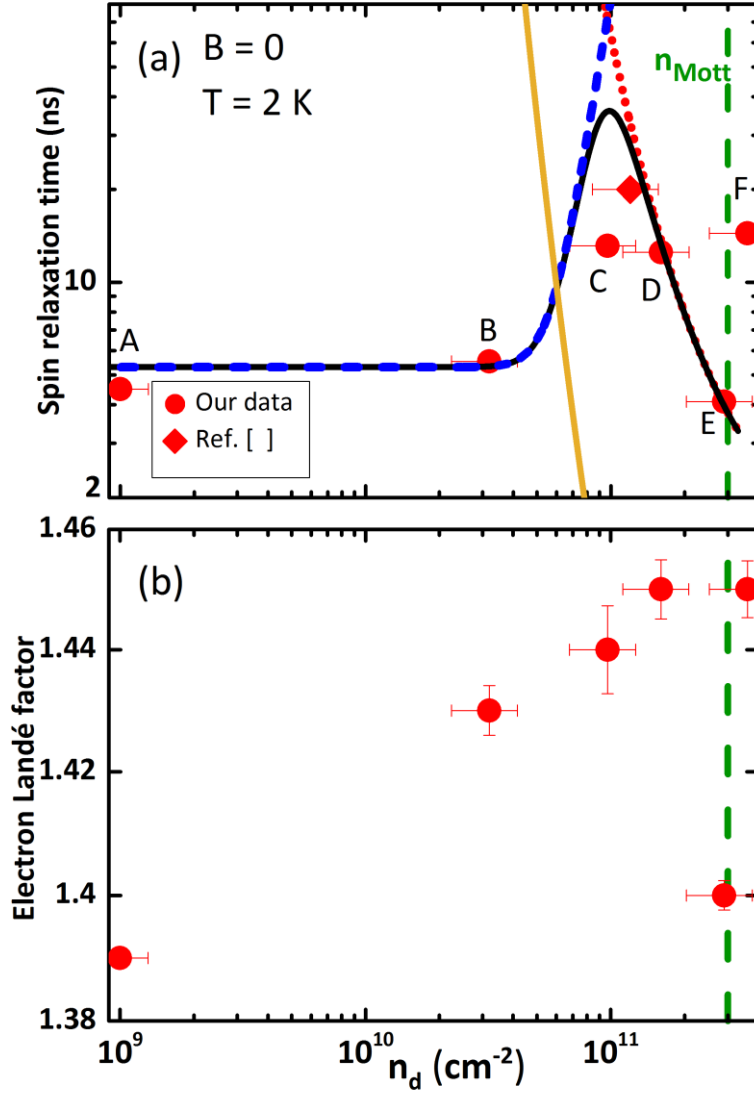 (a) B = 0
T = 2 K
n_Mott
Spin relaxation time (ns)
10
2
A
B
C
D
E
F
Our data
Ref. [ ]
(b)
Electron Landé factor
1.46
1.44
1.42
1.4
1.38
10^9
10^10
10^11
n_d (cm^-2)